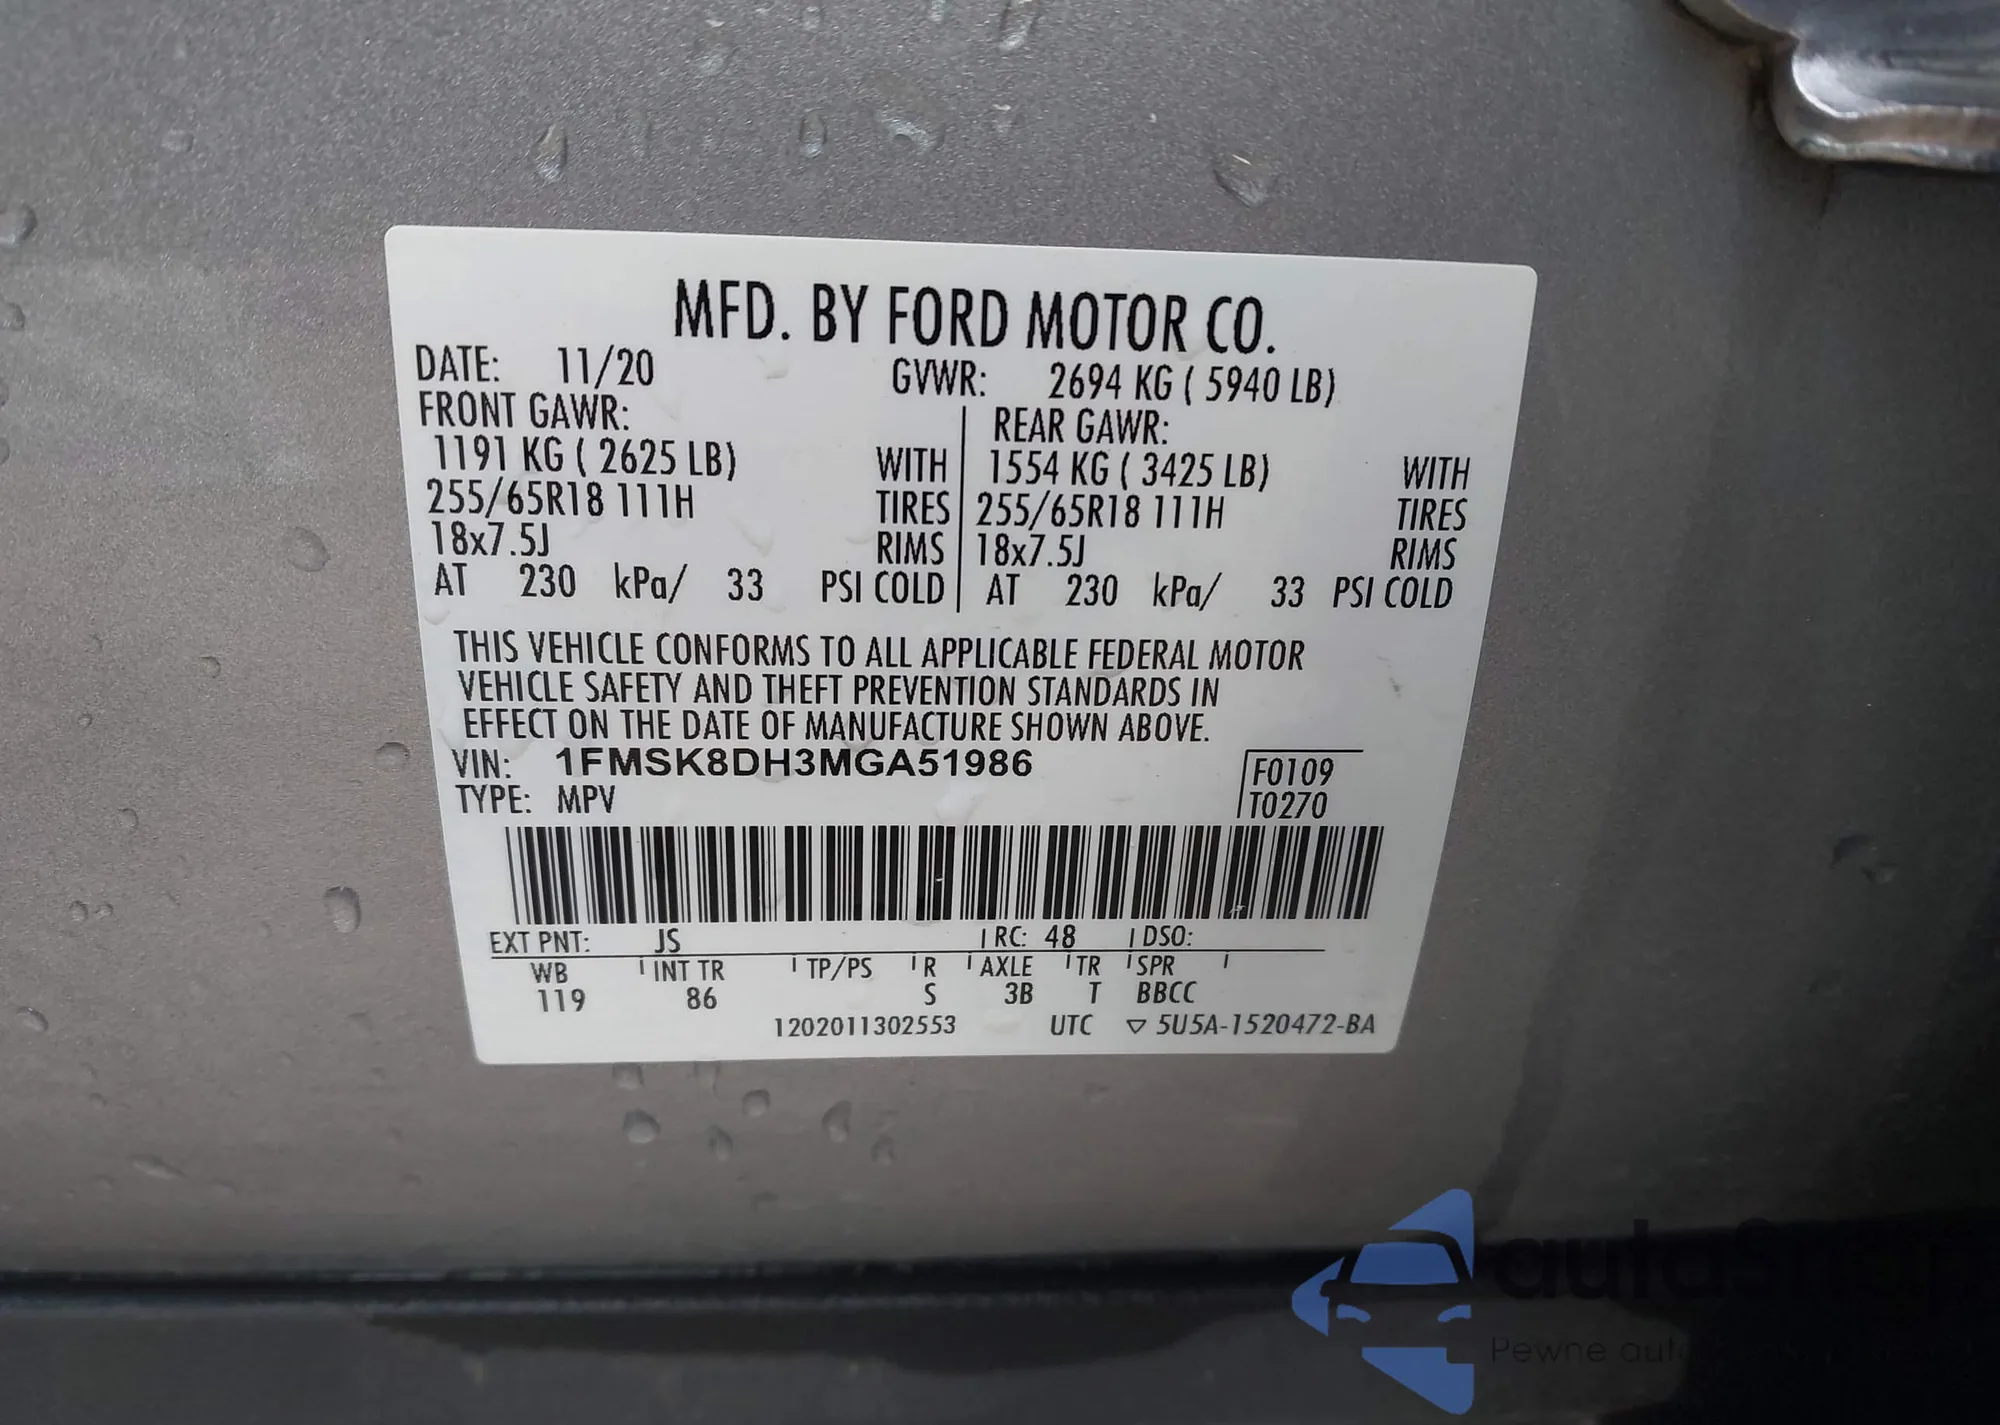 MFD. BY FORD MOTOR CO.
DATE: 11/20 GVWR: 2694 KG ( 5940 LB)
FRONT GAWR: REAR GAWR:
1191 KG ( 2625 LB) WITH 1554 KG ( 3425 LB) WITH
255/65R18 111H TIRES 255/65R18 111H TIRES
18x7.5J RIMS 18x7.5J RIMS
AT 230 kPa/ 33 PSI COLD AT 230 kPa/ 33 PSI COLD
THIS VEHICLE CONFORMS TO ALL APPLICABLE FEDERAL MOTOR
VEHICLE SAFETY AND THEFT PREVENTION STANDARDS IN
EFFECT ON THE DATE OF MANUFACTURE SHOWN ABOVE.
VIN: 1FMSK8DH3MGA51986 F0109
TYPE: MPV T0270
EXT PNT: JS RC: 48 DSO:
WB INT TR TP/PS R AXLE TR SPR
119 86 S 3B T BBCC
1202011302553 UTC ▽ 5U5A-1520472-BA
Pewne